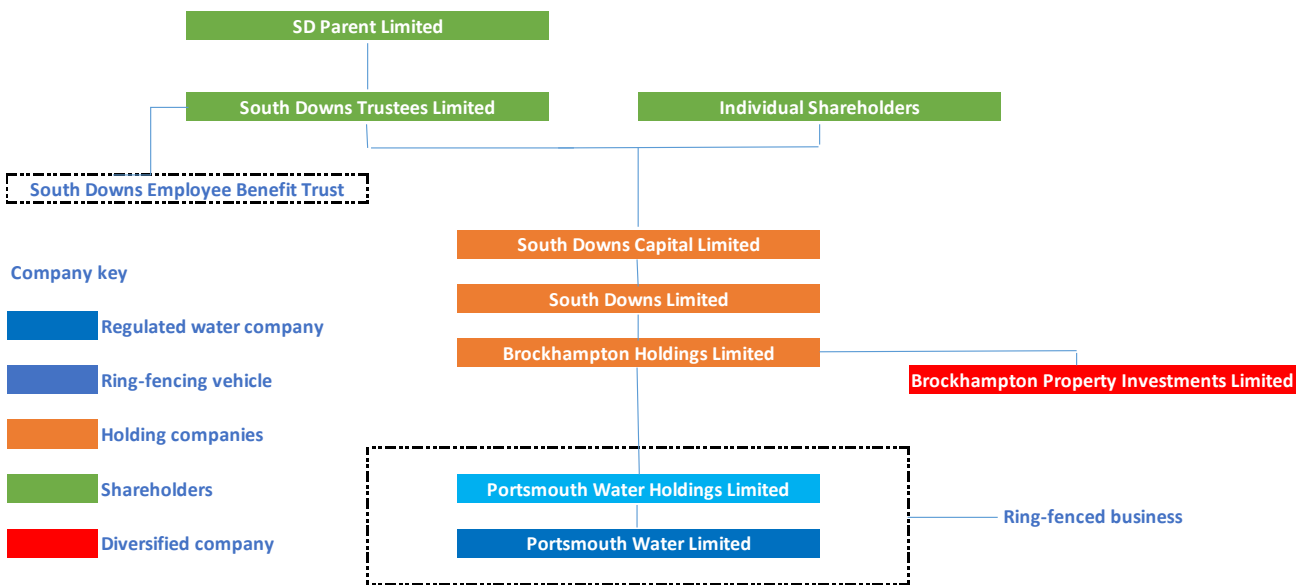 SD Parent Limited
South Downs Trustees Limited
Individual Shareholders
South Downs Employee Benefit Trust
South Downs Capital Limited
Company key
South Downs Limited
Regulated water company
Brockhampton Holdings Limited
Ring-fencing vehicle
Brockhampton Property Investments Limited
Holding companies
Shareholders
Portsmouth Water Holdings Limited
Ring-fenced business
Diversified company
Portsmouth Water Limited